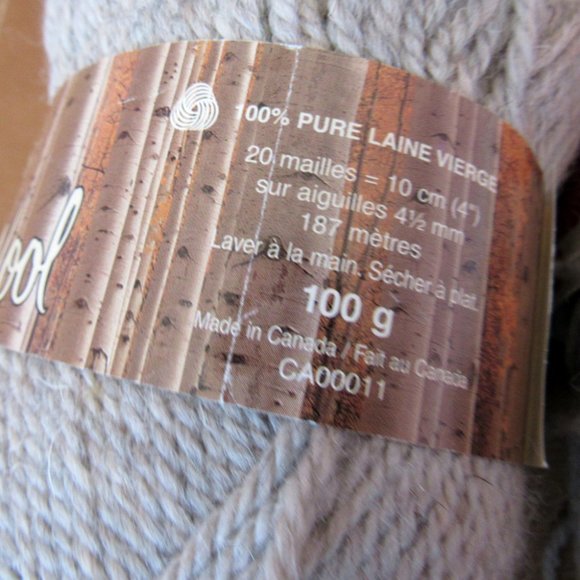 100% PURE LAINE VIERGE
20 mailles = 10 cm (4")
sur aiguilles 4½ mm
187 mètres
Laver à la main. Sécher à plat.
100 g
Made in Canada / Fait au Canada
CA00011
ool